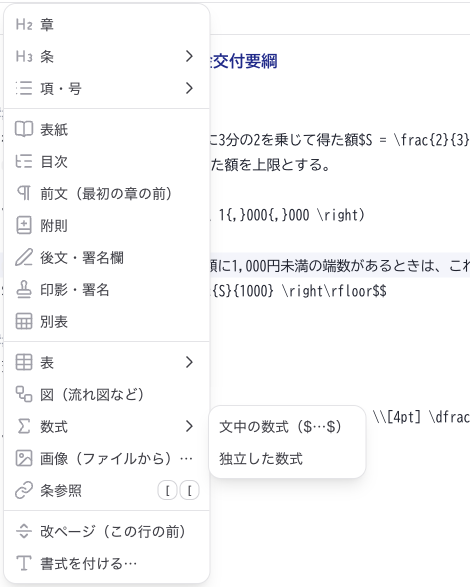 H2 章
H3 条
項・号
表紙
目次
前文（最初の章の前）
附則
後文・署名欄
印影・署名
別表
表
図（流れ図など）
数式
画像（ファイルから）…
条参照 [ [
改ページ（この行の前）
書式を付ける…
文中の数式（$…$）
独立した数式
交付要綱
に3分の2を乗じて得た額$S = \frac{2}{3}
た額を上限とする。
1{,}000{,}000 \right)
額に1,000円未満の端数があるときは、これ
{S}{1000} \right\rfloor$$
\\[4pt] \dfrac